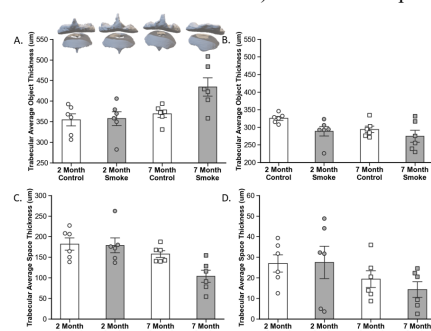 A.
Trabecular Average Object Thickness (um)
550
500
450
400
350
300
250
2 Month Control
2 Month Smoke
7 Month Control
7 Month Smoke
B.
Trabecular Average Object Thickness (um)
550
500
450
400
350
300
250
200
2 Month Control
2 Month Smoke
7 Month Control
7 Month Smoke
C.
Trabecular Average Space Thickness (um)
300
250
200
150
100
50
0
2 Month
2 Month
7 Month
7 Month
D.
Trabecular Average Space Thickness (um)
60
50
40
30
20
10
0
2 Month
2 Month
7 Month
7 Month